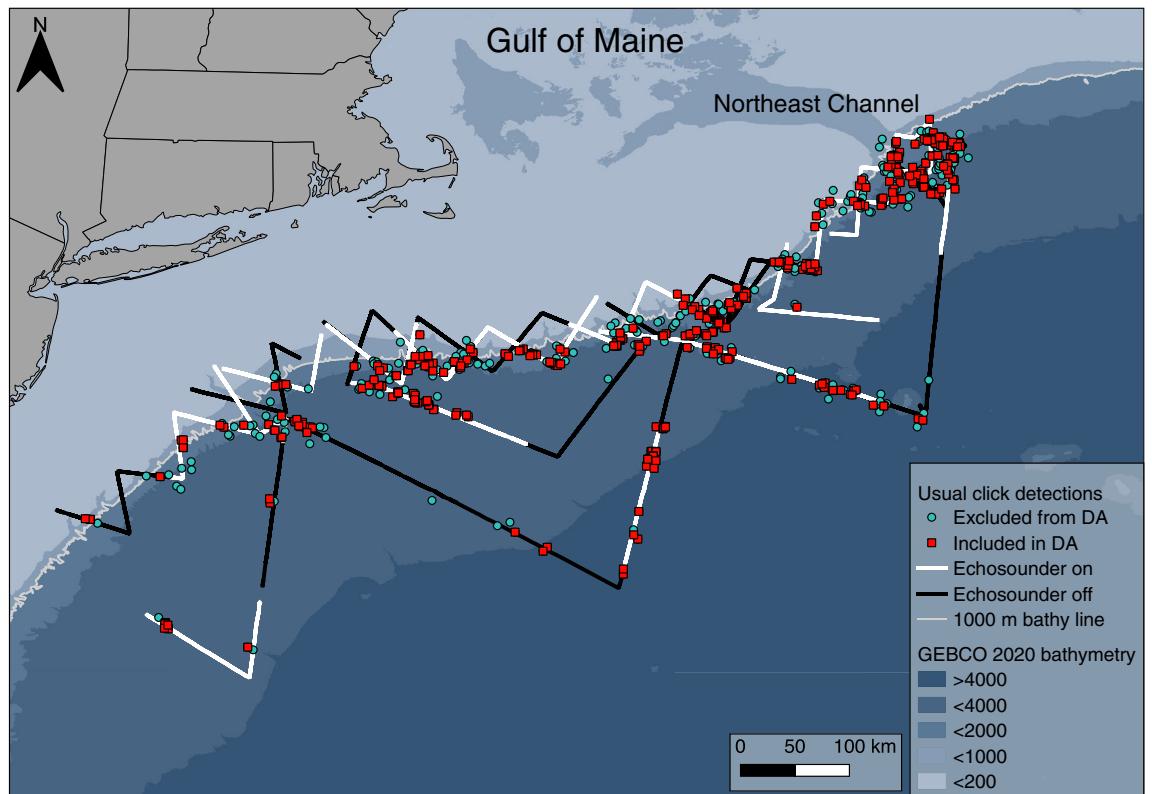 N
Gulf of Maine
Northeast Channel
Usual click detections
Excluded from DA
Included in DA
Echosounder on
Echosounder off
1000 m bathy line
GEBCO 2020 bathymetry
>4000
<4000
<2000
<1000
<200
0 50 100 km